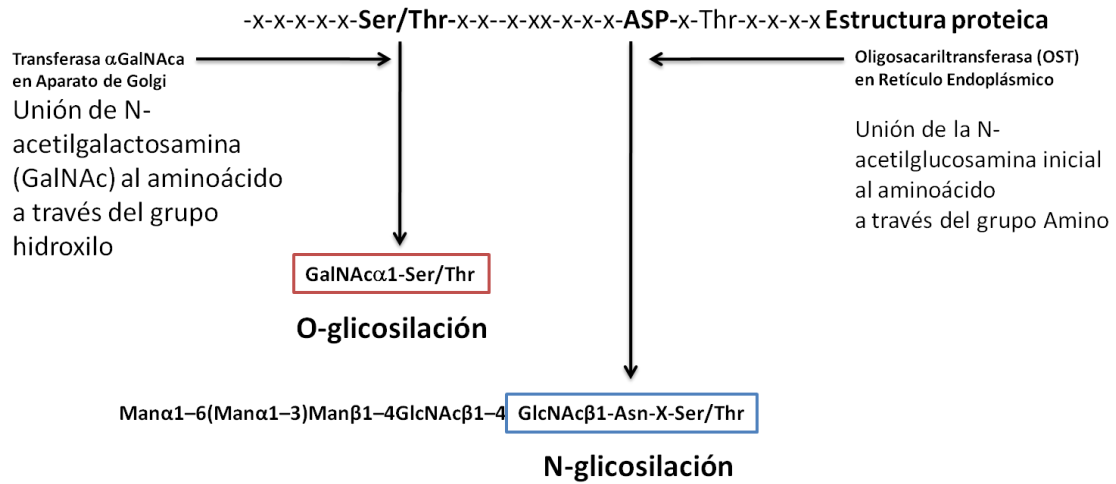 -x-x-x-x-x-Ser/Thr-x-x--x-xx-x-x-x-ASP-x-Thr-x-x-x-x Estructura proteica
Transferasa αGalNAca
en Aparato de Golgi
Unión de N-
acetilgalactosamina
(GalNAc) al aminoácido
a través del grupo
hidroxilo
Oligosacariltransferasa (OST)
en Retículo Endoplásmico
Unión de la N-
acetilglucosamina inicial
al aminoácido
a través del grupo Amino
GalNAcα1-Ser/Thr
O-glicosilación
Manα1–6(Manα1–3)Manβ1–4GlcNAcβ1–4 GlcNAcβ1-Asn-X-Ser/Thr
N-glicosilación